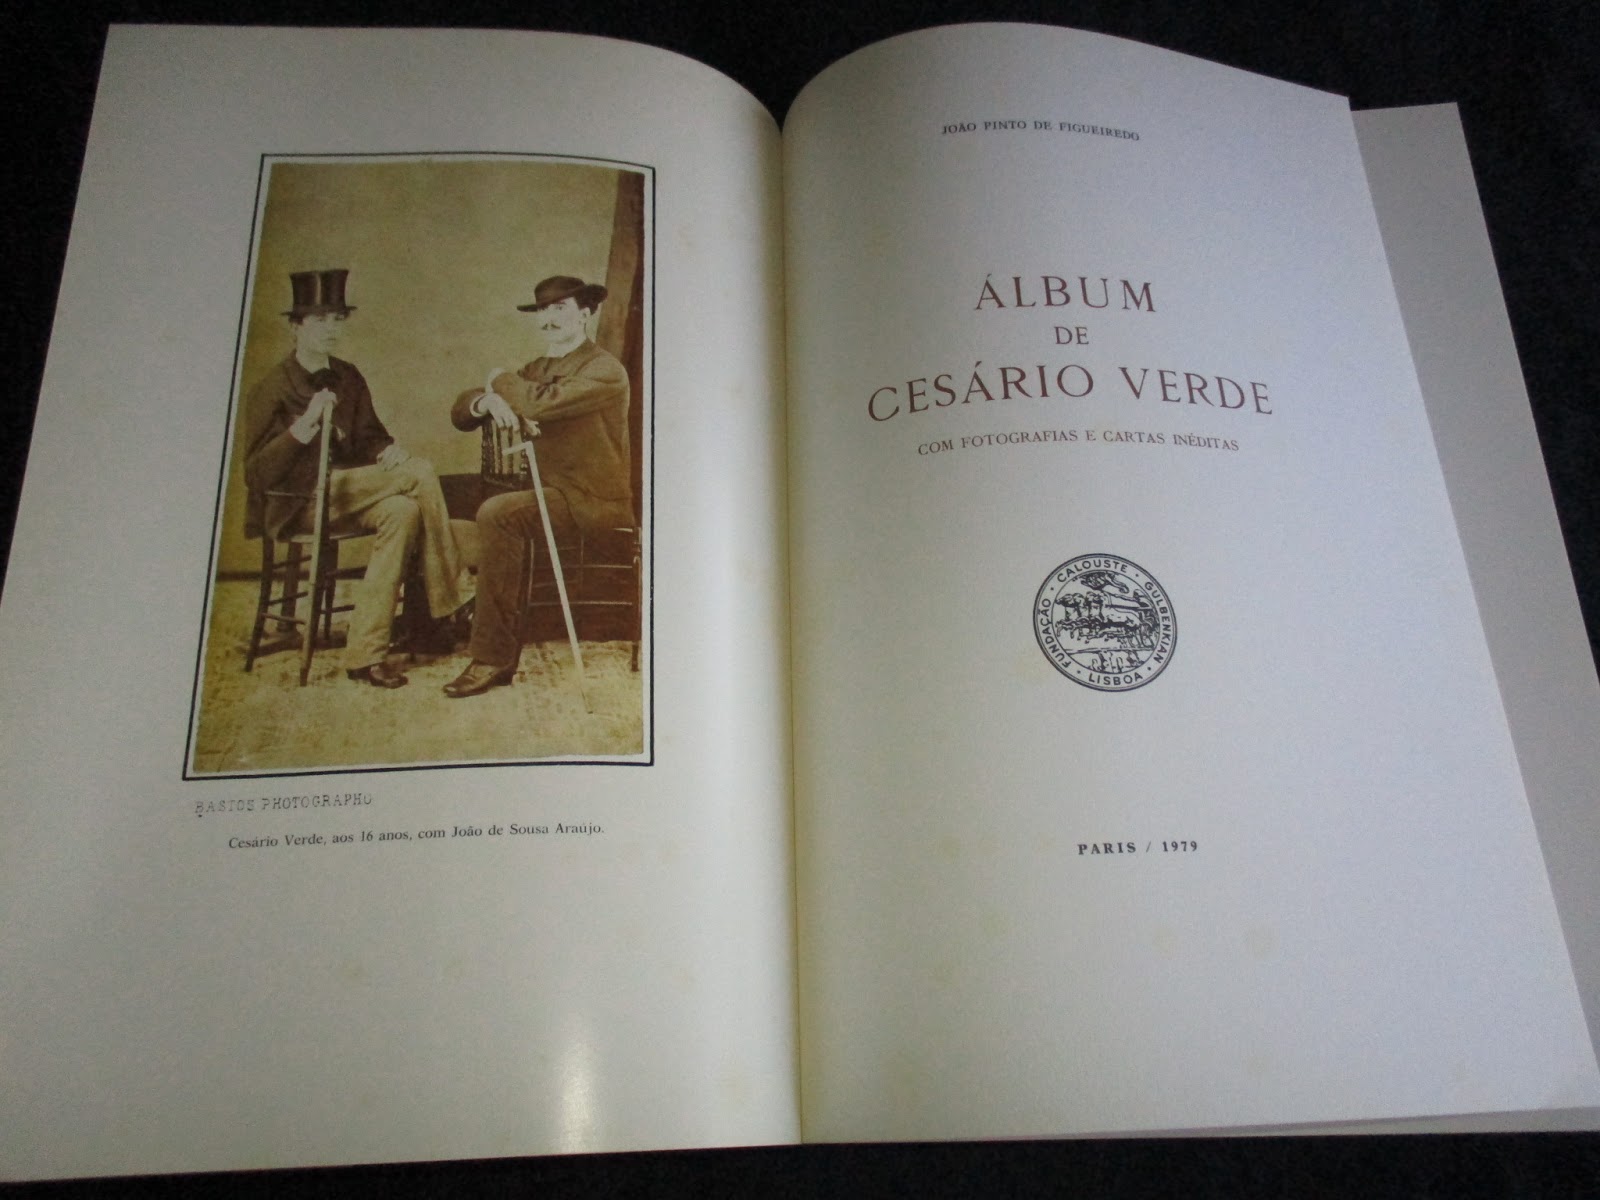 BASTOS PHOTOGRAPHO
Cesário Verde, aos 16 anos, com João de Sousa Araújo.
JOÃO PINTO DE FIGUEIREDO
ÁLBUM
DE
CESÁRIO VERDE
COM FOTOGRAFIAS E CARTAS INÉDITAS
FUNDAÇÃO · CALOUSTE · GULBENKIAN · LISBOA ·
PARIS / 1979